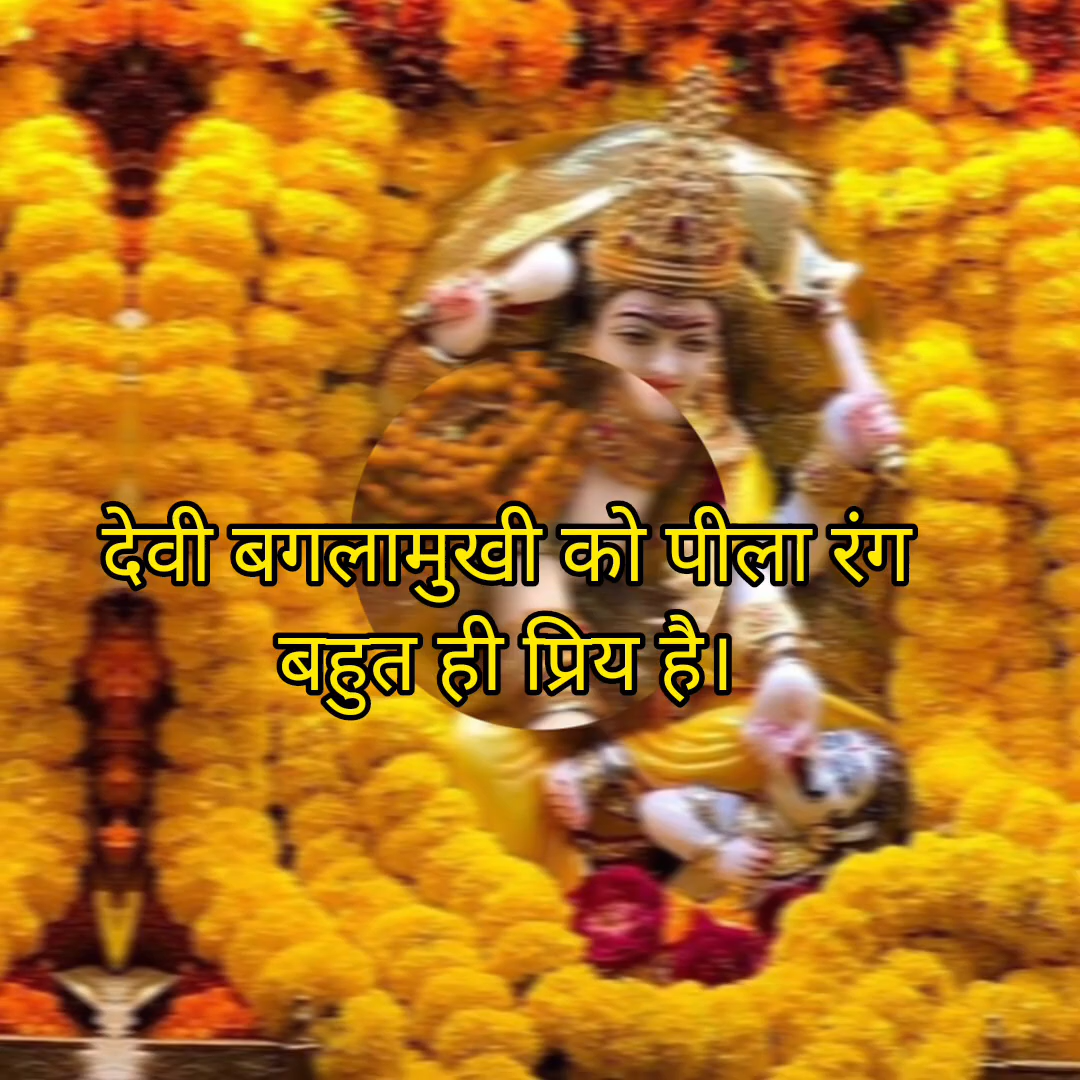 देवी बगलामुखी को पीला रंग
बहुत ही प्रिय है।